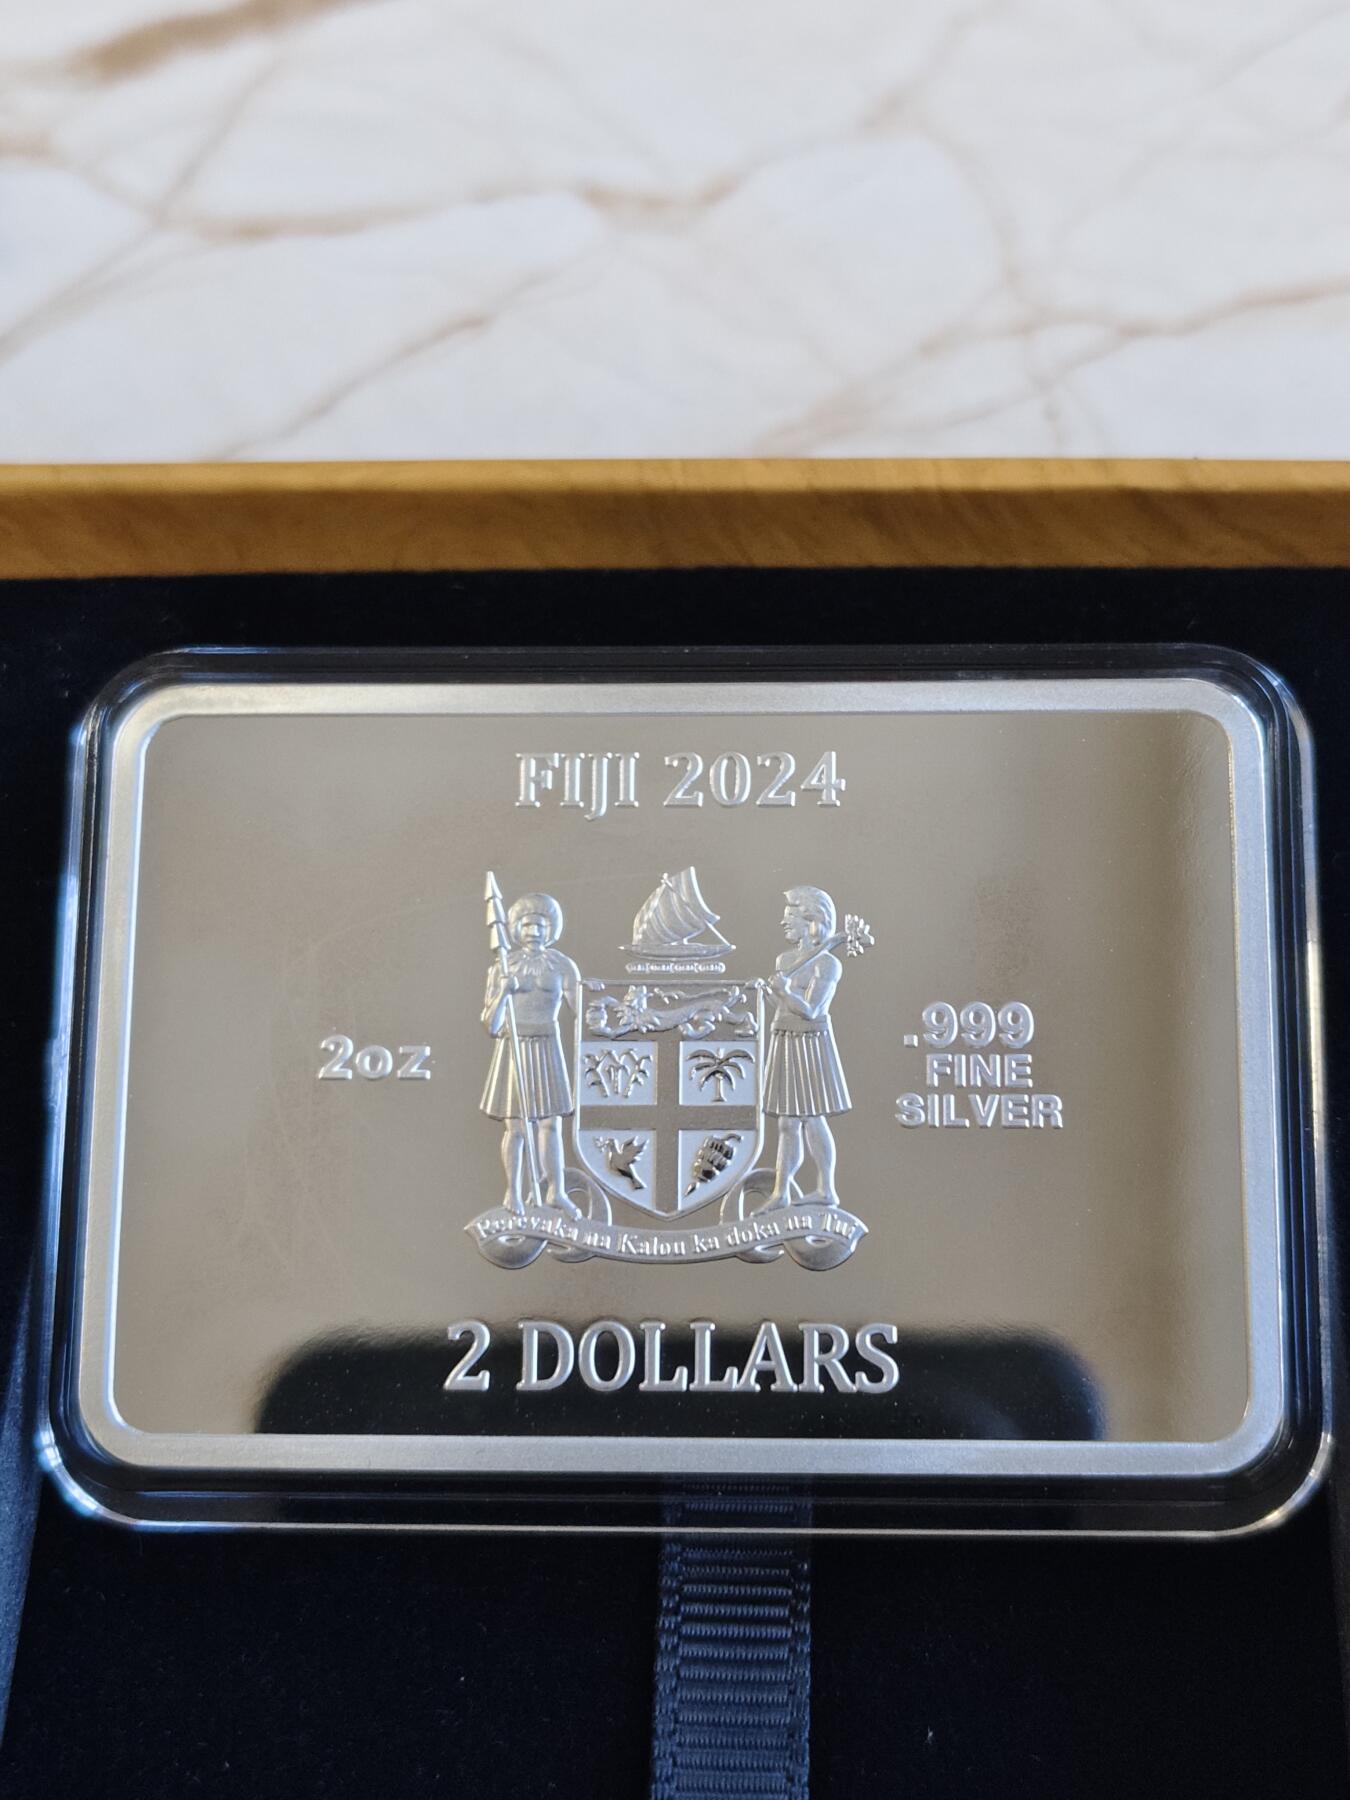 FIJI 2024
2oz
.999
FINE
SILVER
Rerevaka na Kalou ka doka na Tui
2 DOLLARS